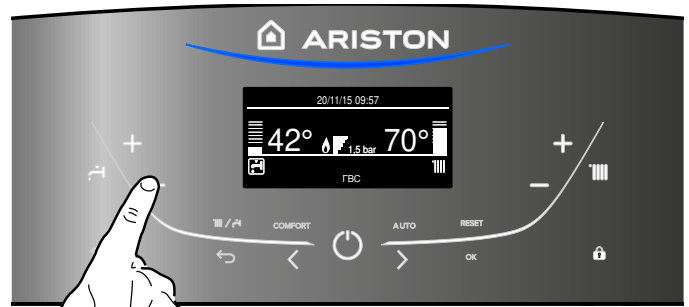 ARISTON
20/11/15 09:57
42° 1,5 bar 70°
ГВС
COMFORT AUTO RESET
OK